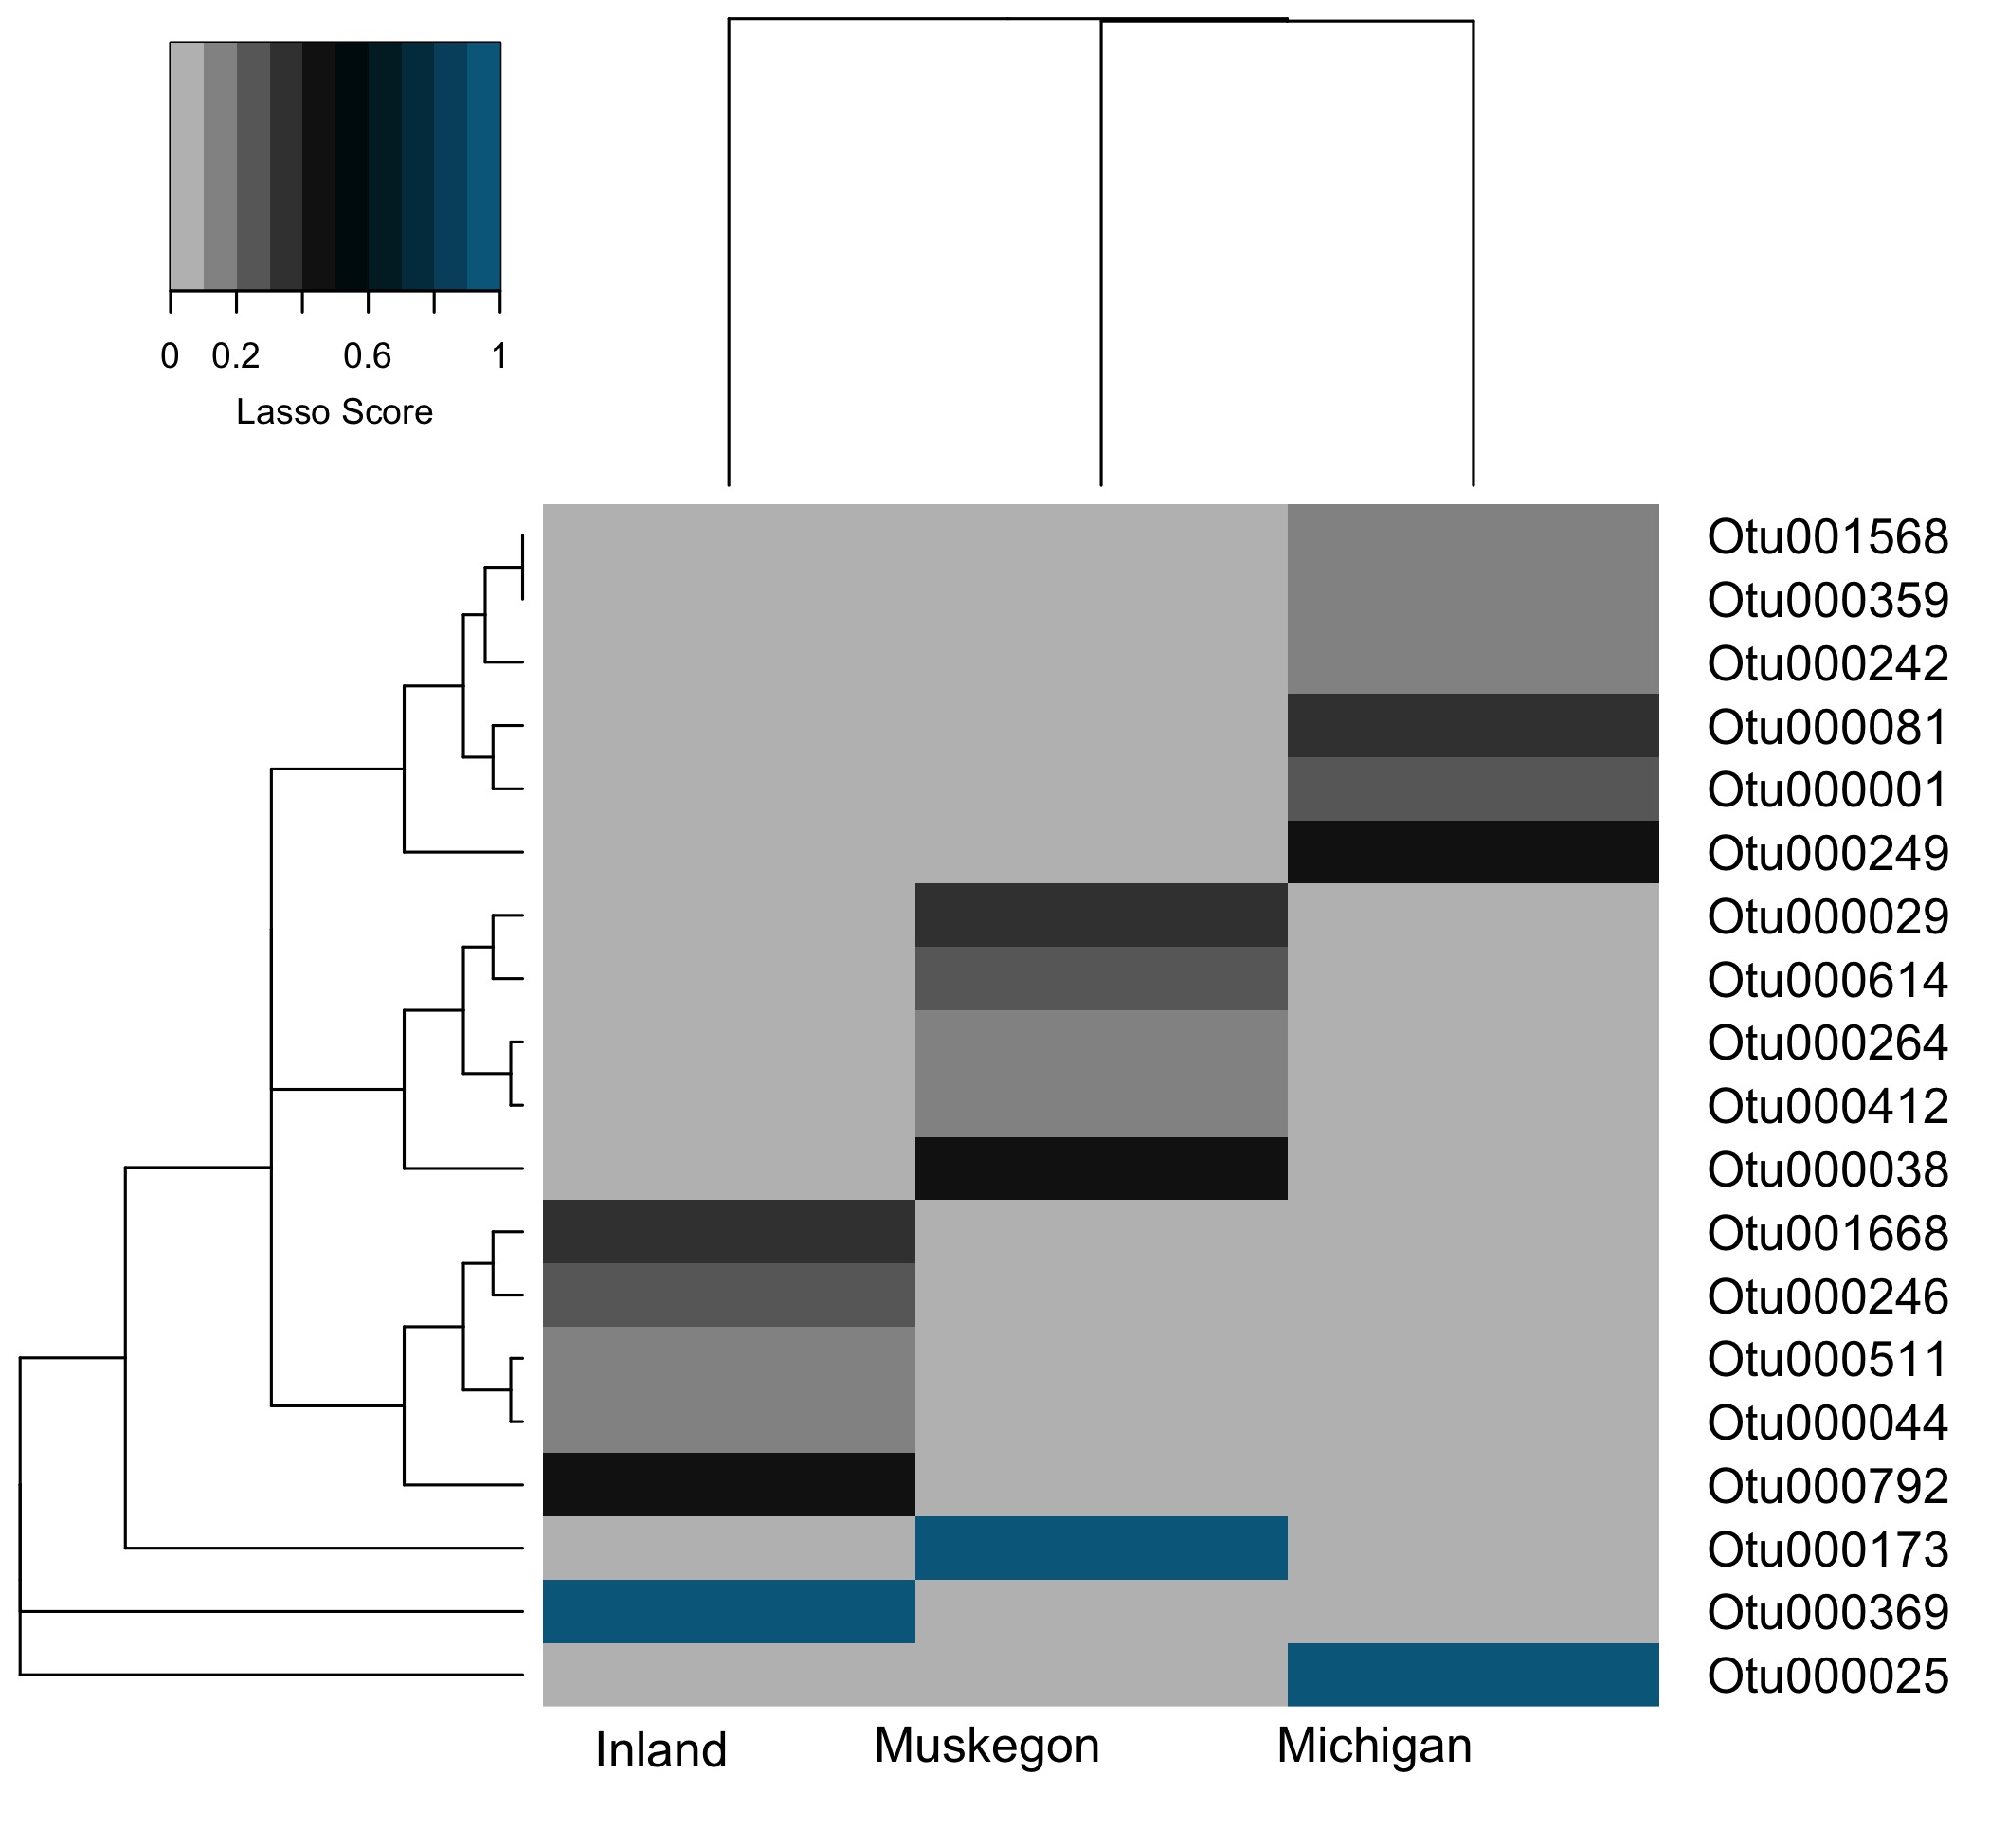 0 0.2 0.6 1
Lasso Score
Otu001568
Otu000359
Otu000242
Otu000081
Otu000001
Otu000249
Otu000029
Otu000614
Otu000264
Otu000412
Otu000038
Otu001668
Otu000246
Otu000511
Otu000044
Otu000792
Otu000173
Otu000369
Otu000025
Inland Muskegon Michigan